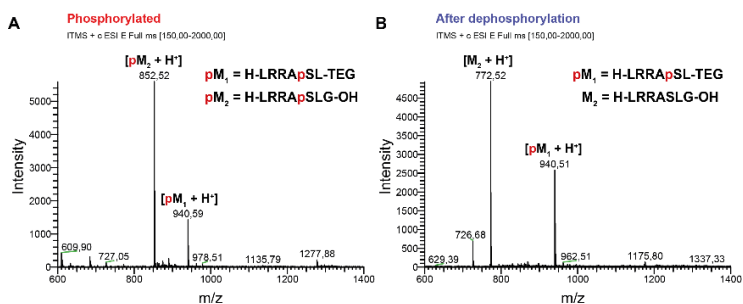 A
Phosphorylated
ITMS + c ESI E Full ms [150,00-2000,00]
[pM2 + H+]
852,52
pM1 = H-LRRApSL-TEG
pM2 = H-LRRApSLG-OH
[pM1 + H+]
940,59
609,90
727,05
978,51
1135,79
1277,88
Intensity
5000
4000
3000
2000
1000
0
600
800
1000
1200
1400
m/z
B
After dephosphorylation
ITMS + c ESI E Full ms [150,00-2000,00]
[M2 + H+]
772,52
pM1 = H-LRRApSL-TEG
M2 = H-LRRASLG-OH
[pM1 + H+]
940,51
726,68
629,39
962,51
1175,80
1337,33
Intensity
4500
4000
3500
3000
2500
2000
1500
1000
500
0
600
800
1000
1200
1400
m/z